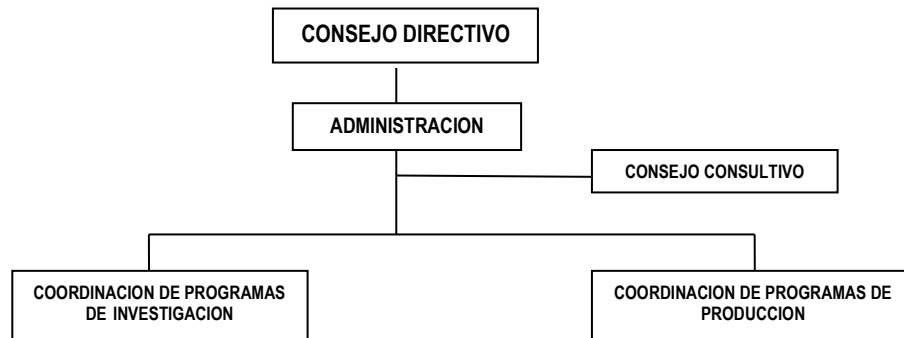 CONSEJO DIRECTIVO
ADMINISTRACION
CONSEJO CONSULTIVO
COORDINACION DE PROGRAMAS
DE INVESTIGACION
COORDINACION DE PROGRAMAS DE
PRODUCCION